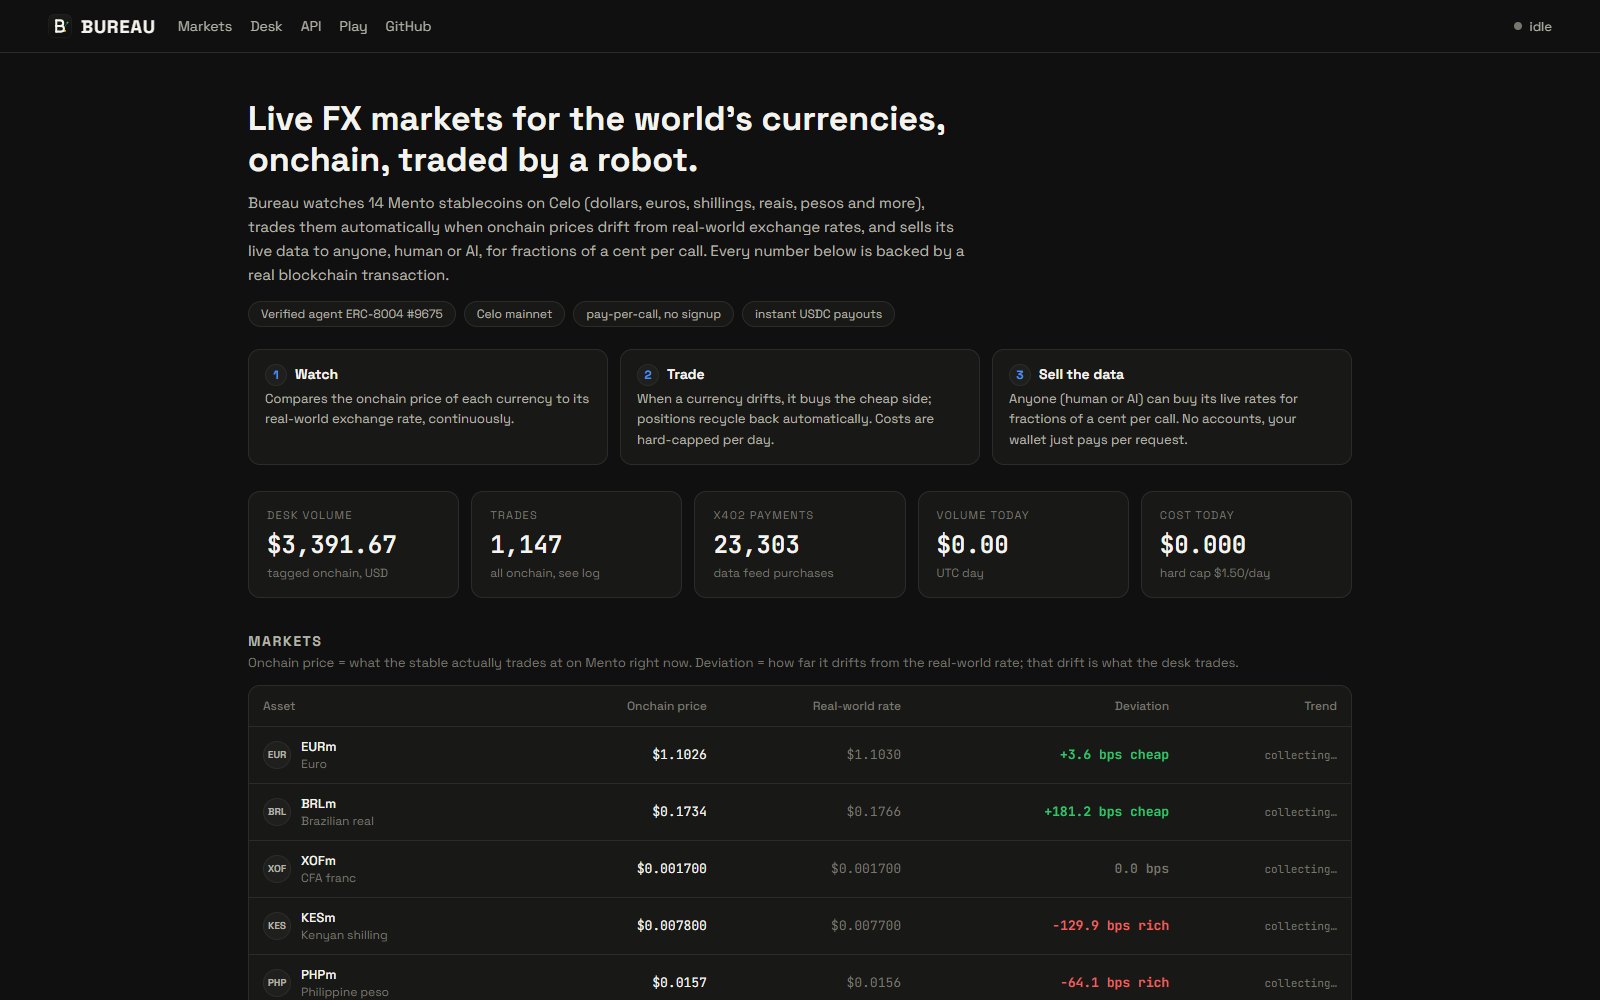 B BUREAU Markets Desk API Play GitHub idle
Live FX markets for the world's currencies,
onchain, traded by a robot.
Bureau watches 14 Mento stablecoins on Celo (dollars, euros, shillings, reais, pesos and more),
trades them automatically when onchain prices drift from real-world exchange rates, and sells its
live data to anyone, human or AI, for fractions of a cent per call. Every number below is backed by a
real blockchain transaction.
Verified agent ERC-8004 #9675 Celo mainnet pay-per-call, no signup instant USDC payouts
1 Watch
Compares the onchain price of each currency to its
real-world exchange rate, continuously.
2 Trade
When a currency drifts, it buys the cheap side;
positions recycle back automatically. Costs are
hard-capped per day.
3 Sell the data
Anyone (human or AI) can buy its live rates for
fractions of a cent per call. No accounts, your
wallet just pays per request.
DESK VOLUME
$3,391.67
tagged onchain, USD
TRADES
1,147
all onchain, see log
X402 PAYMENTS
23,303
data feed purchases
VOLUME TODAY
$0.00
UTC day
COST TODAY
$0.000
hard cap $1.50/day
MARKETS
Onchain price = what the stable actually trades at on Mento right now. Deviation = how far it drifts from the real-world rate; that drift is what the desk trades.
Asset Onchain price Real-world rate Deviation Trend
EUR EURm $1.1026 $1.1030 +3.6 bps cheap collecting…
Euro
BRL BRLm $0.1734 $0.1766 +181.2 bps cheap collecting…
Brazilian real
XOF XOFm $0.001700 $0.001700 0.0 bps collecting…
CFA franc
KES KESm $0.007800 $0.007700 -129.9 bps rich collecting…
Kenyan shilling
PHP PHPm $0.0157 $0.0156 -64.1 bps rich collecting…
Philippine peso